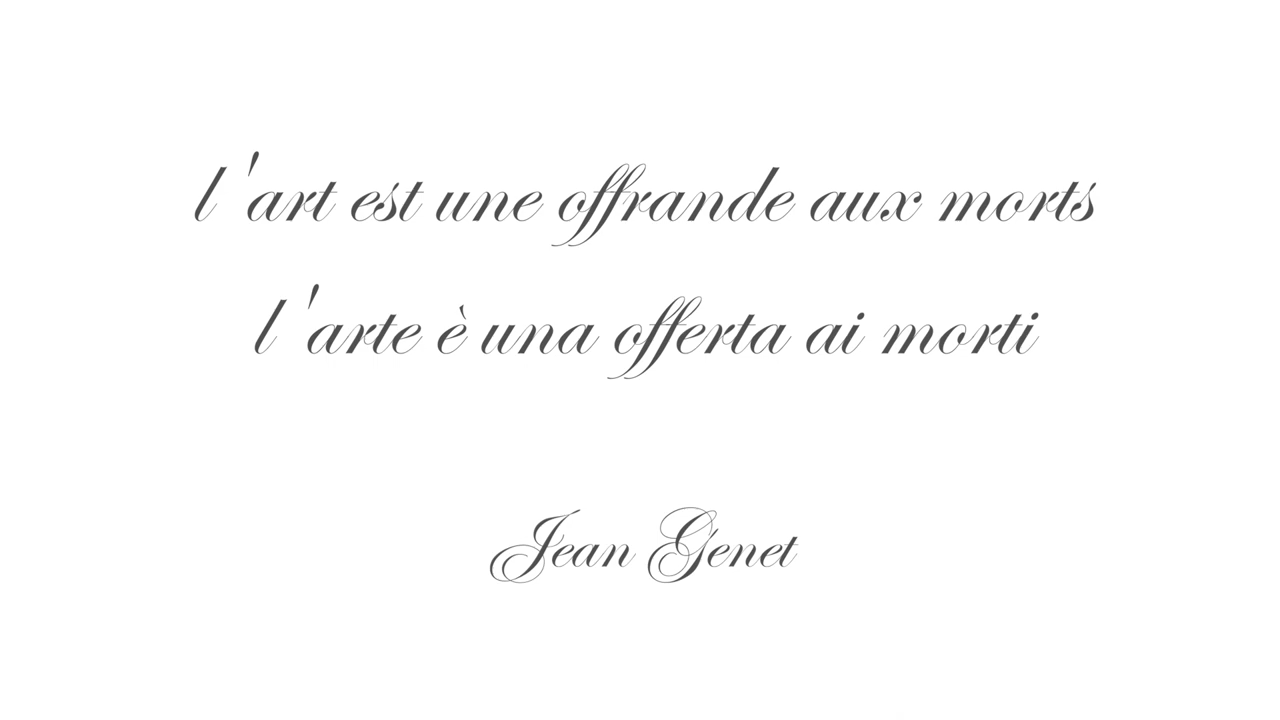 l'art est une offrande aux morts
l'arte è una offerta ai morti
Jean Genet